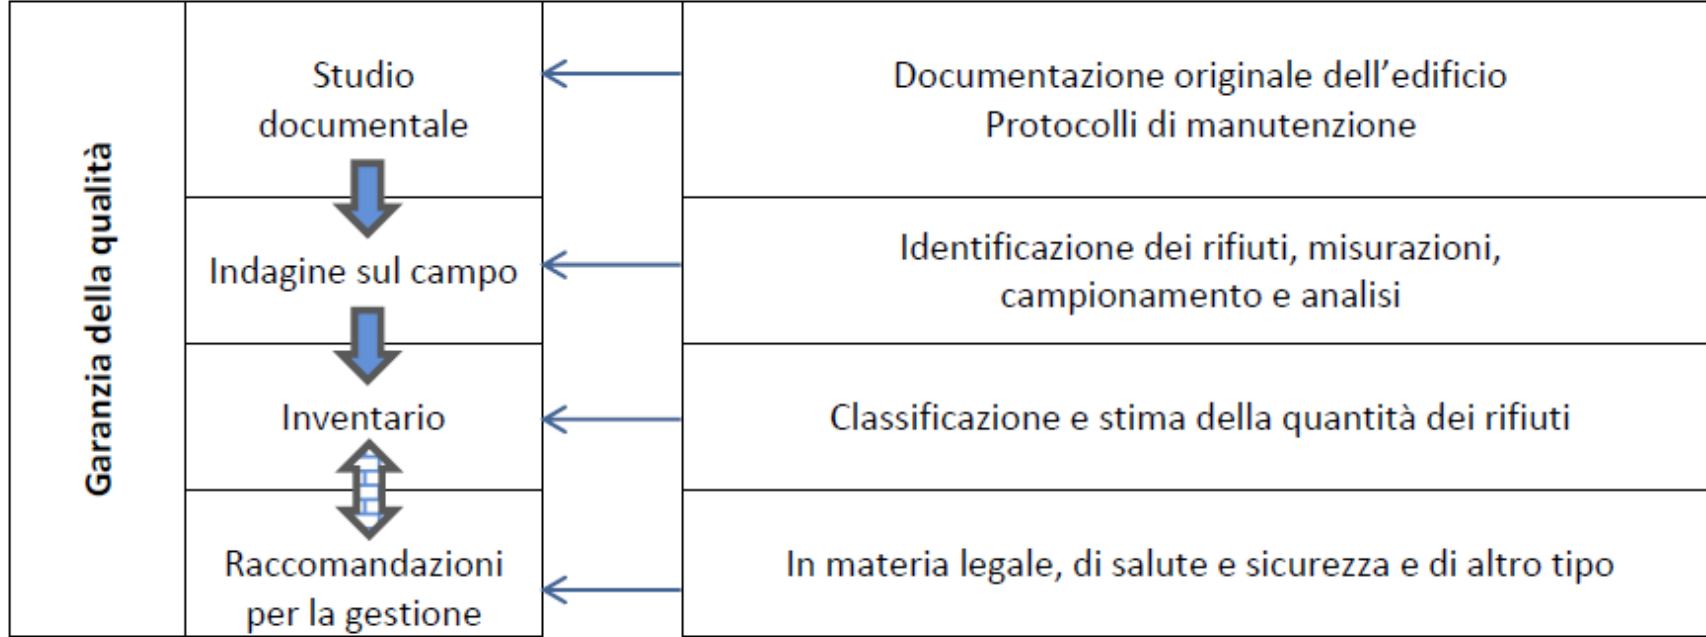 Garanzia della qualità
Studio
documentale
Documentazione originale dell’edificio
Protocolli di manutenzione
Indagine sul campo
Identificazione dei rifiuti, misurazioni,
campionamento e analisi
Inventario
Classificazione e stima della quantità dei rifiuti
Raccomandazioni
per la gestione
In materia legale, di salute e sicurezza e di altro tipo